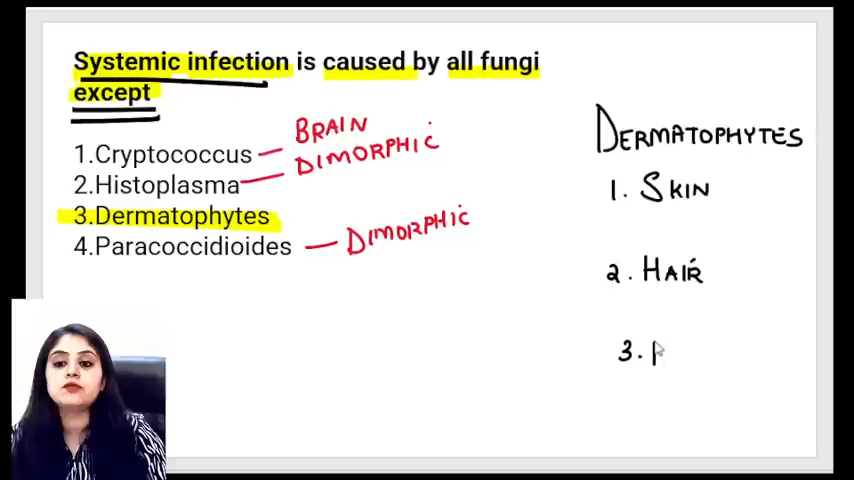 Systemic infection is caused by all fungi
except
1.Cryptococcus — BRAIN
2.Histoplasma — DIMORPHIC
3.Dermatophytes
4.Paracoccidioides — DIMORPHIC
DERMATOPHYTES
1. SKIN
2. HAIR
3.